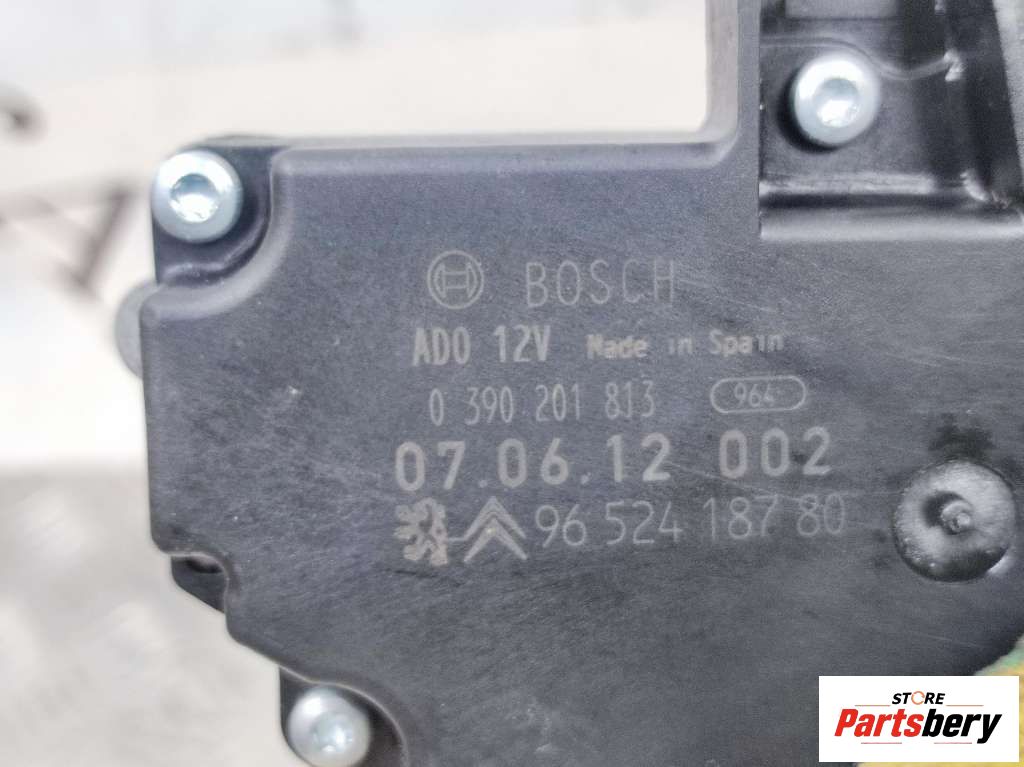 BOSCH
AD0 12V Made in Spain
0 390 201 813 964
07.06.12 002
96 524 187 80
STORE
Partsbery